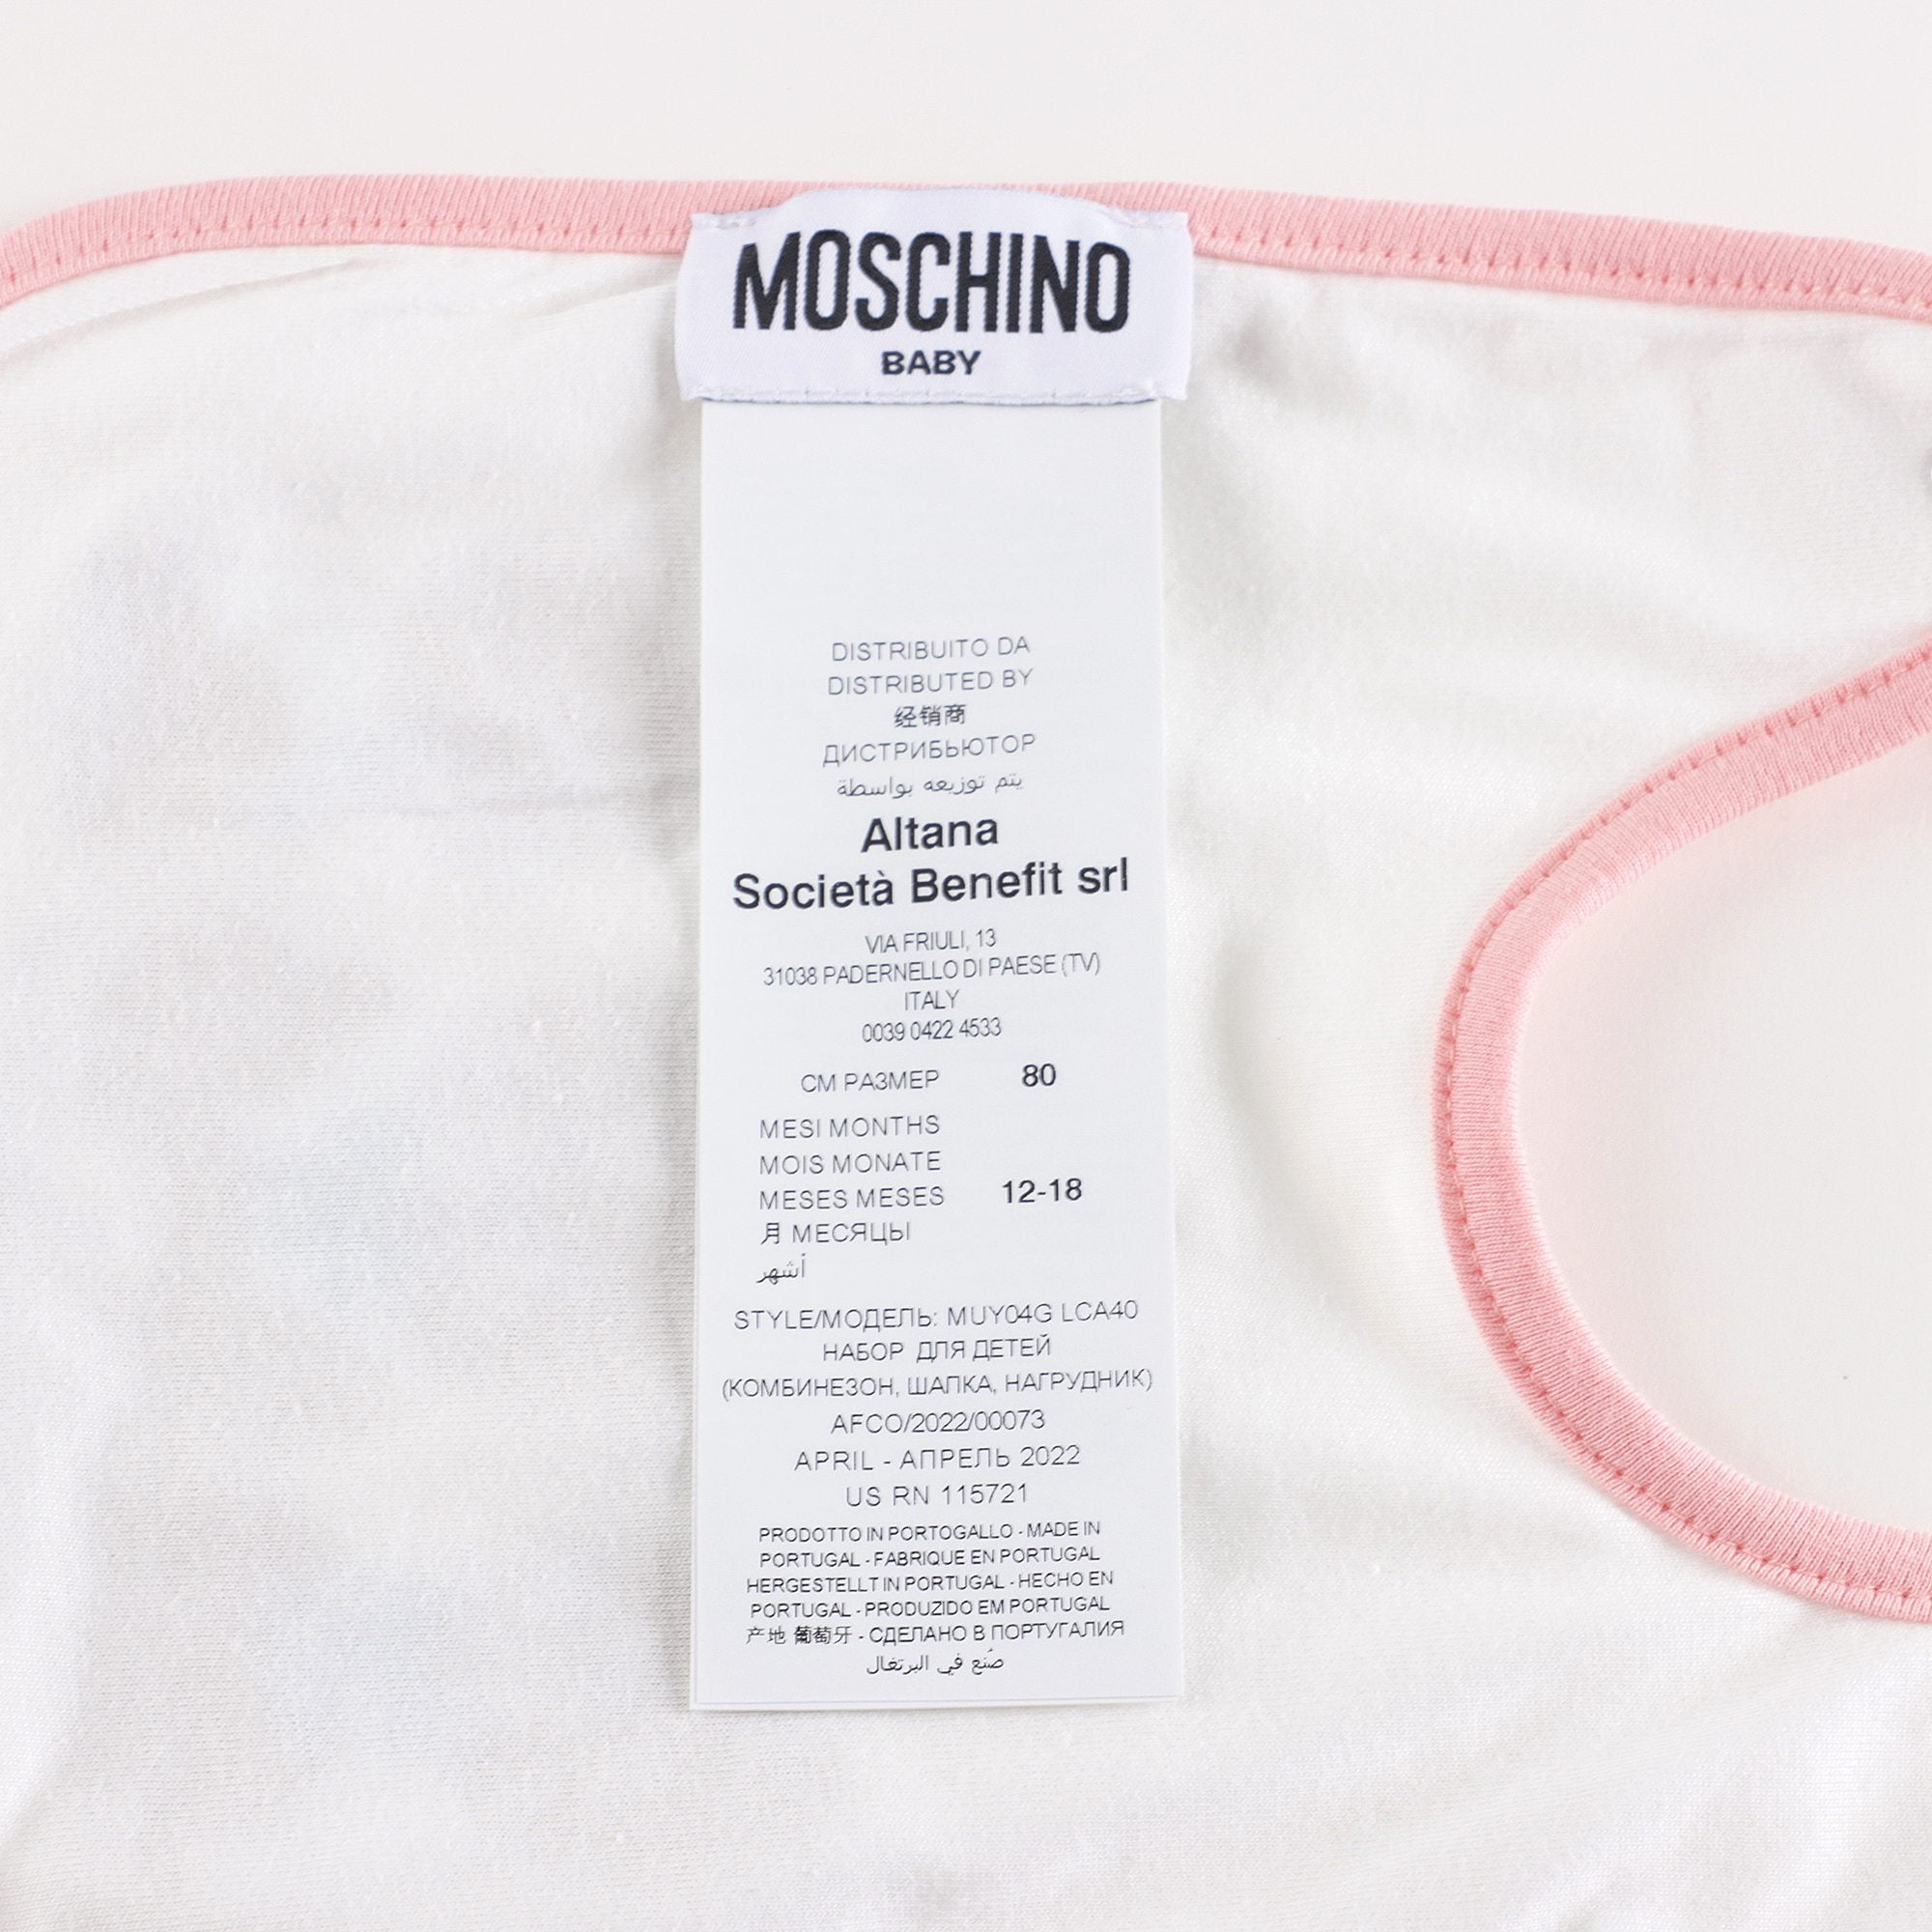 MOSCHINO
BABY
DISTRIBUITO DA
DISTRIBUTED BY
经销商
ДИСТРИБЬЮТОР
يتم توزيعه بواسطة
Altana
Società Benefit srl
VIA FRIULI, 13
31038 PADERNELLO DI PAESE (TV)
ITALY
0039 0422 4533
СМ РАЗМЕР 80
MESI MONTHS
MOIS MONATE
MESES MESES 12-18
月 МЕСЯЦЫ
أشهر
STYLE/МОДЕЛЬ: MUY04G LCA40
НАБОР ДЛЯ ДЕТЕЙ
(КОМБИНЕЗОН, ШАПКА, НАГРУДНИК)
AFCO/2022/00073
APRIL - АПРЕЛЬ 2022
US RN 115721
PRODOTTO IN PORTOGALLO - MADE IN
PORTUGAL - FABRIQUE EN PORTUGAL
HERGESTELLT IN PORTUGAL - HECHO EN
PORTUGAL - PRODUZIDO EM PORTUGAL
产地 葡萄牙 - СДЕЛАНО В ПОРТУГАЛИЯ
صُنع في البرتغال